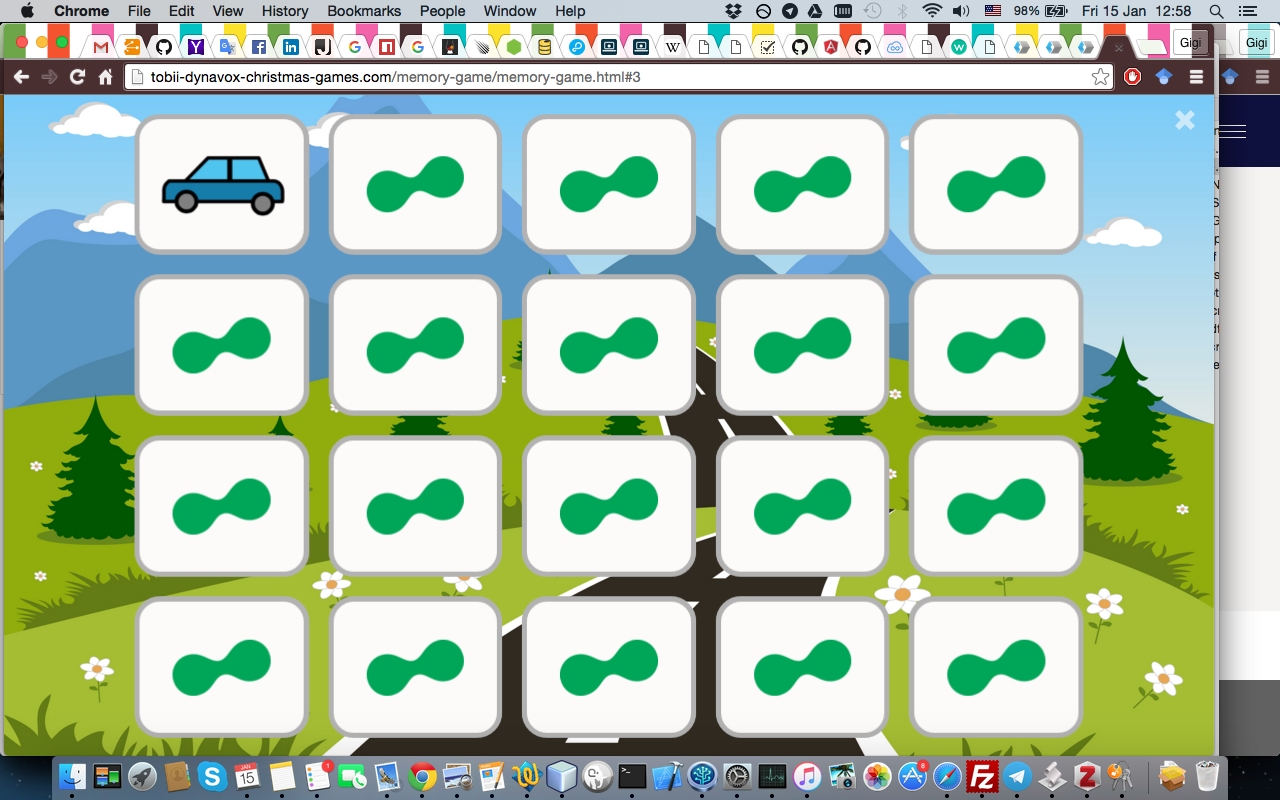 Chrome File Edit View History Bookmarks People Window Help 98% Fri 15 Jan 12:58
Gigi Gigi
tobii-dynavox-christmas-games.com/memory-game/memory-game.html#3
JAN
15
1
8